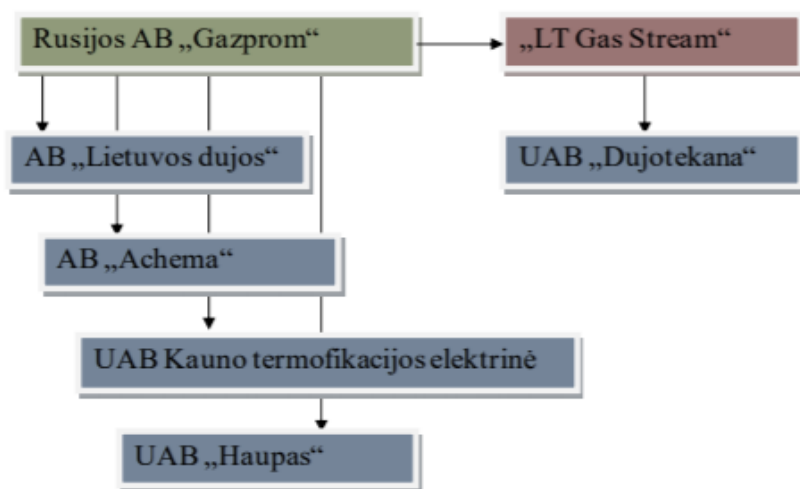 Rusijos AB „Gazprom“
„LT Gas Stream“
AB „Lietuvos dujos“
UAB „Dujotekana“
AB „Achema“
UAB Kauno termofikacijos elektrinė
UAB „Haupas“